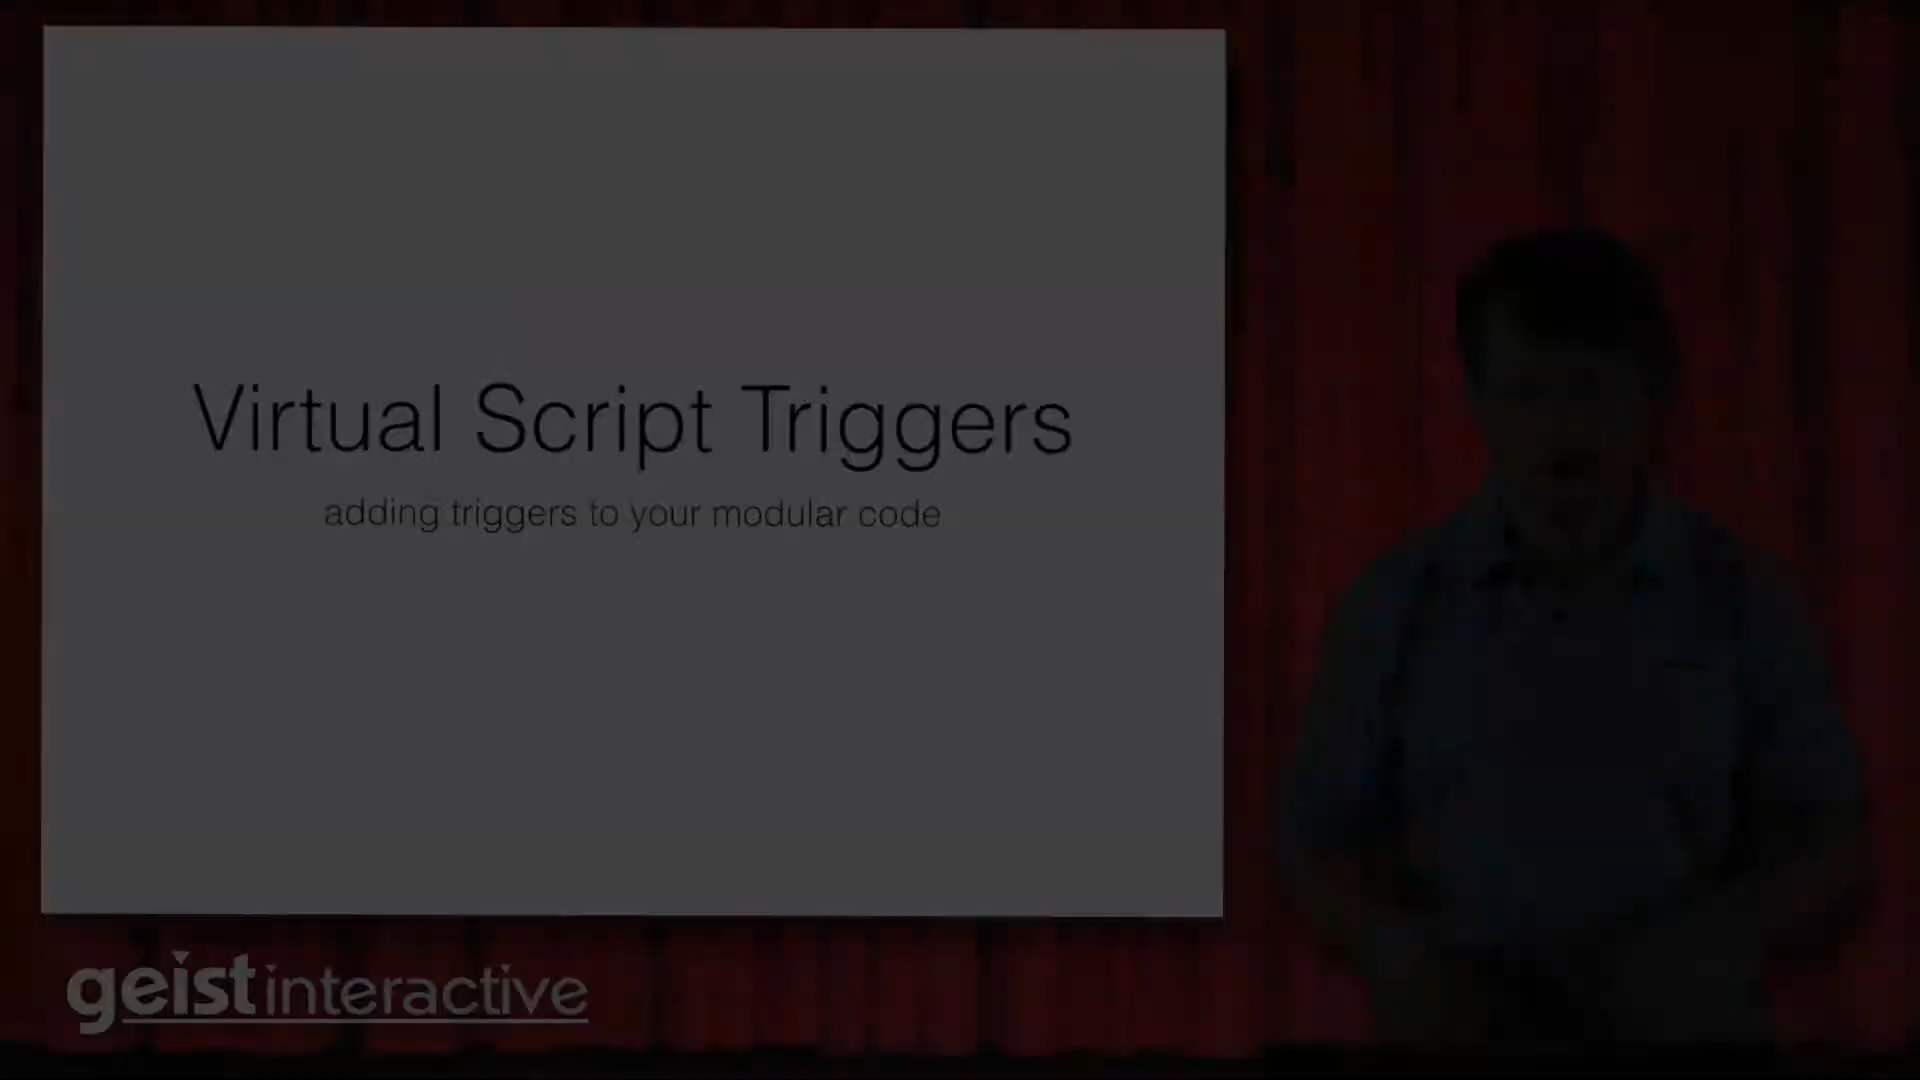 Virtual Script Triggers
adding triggers to your modular code
geistinteractive